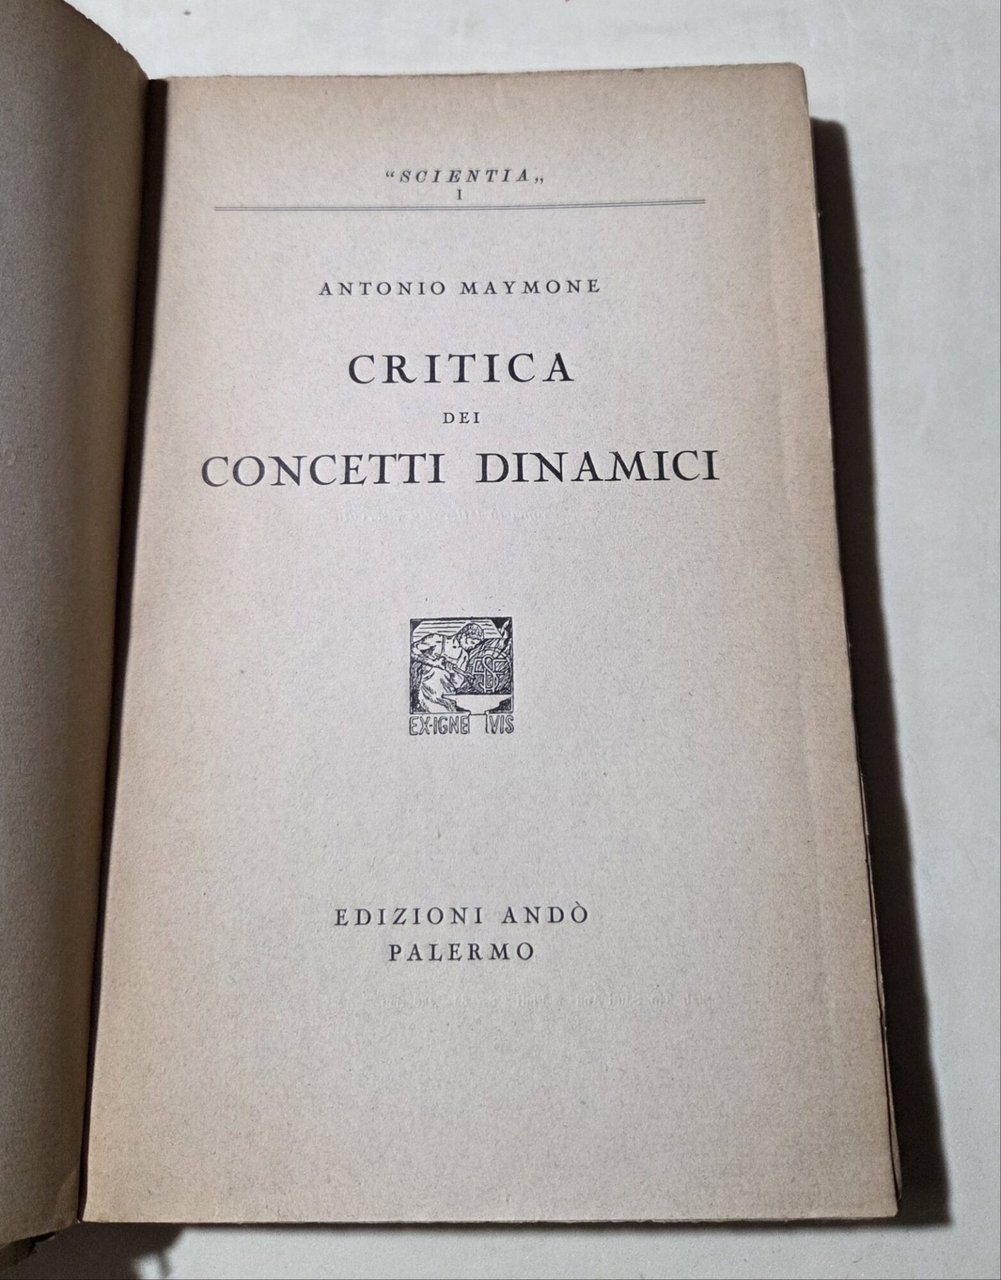 “SCIENTIA„
I
ANTONIO MAYMONE
CRITICA
DEI
CONCETTI DINAMICI
EX·IGNE VIS
EDIZIONI ANDÒ
PALERMO